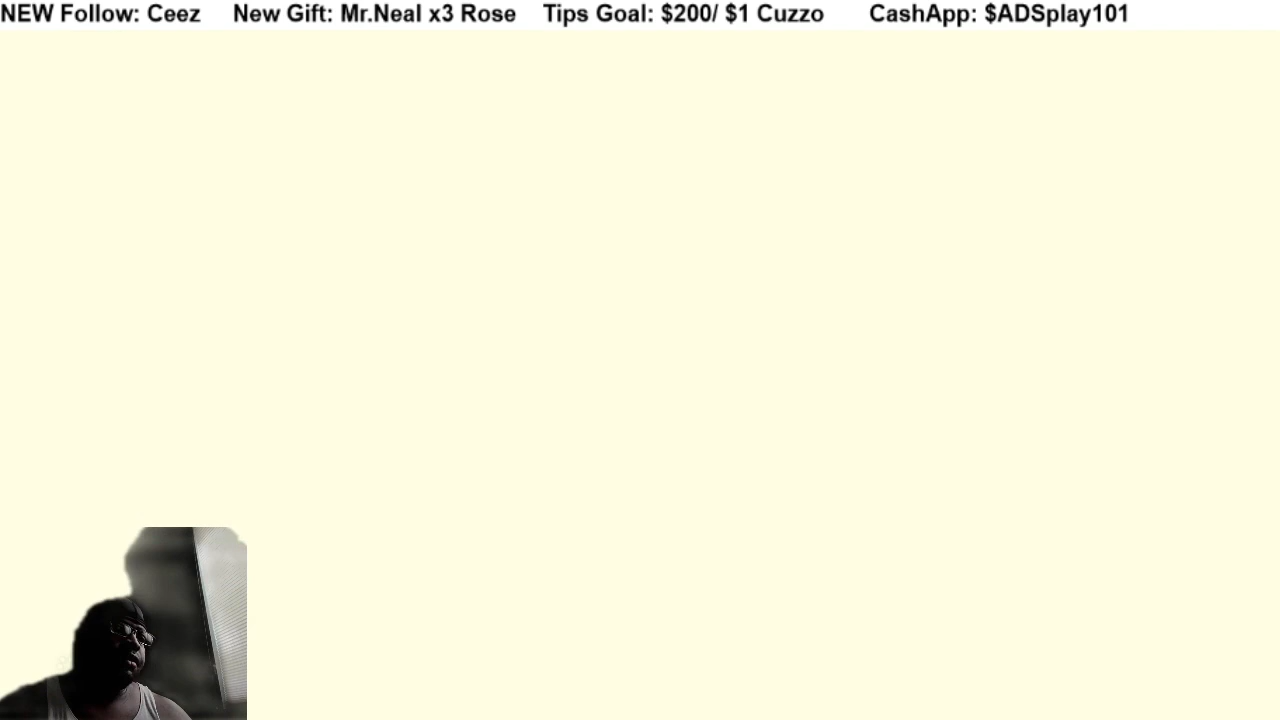 NEW Follow: Ceez New Gift: Mr.Neal x3 Rose Tips Goal: $200/ $1 Cuzzo CashApp: $ADSplay101